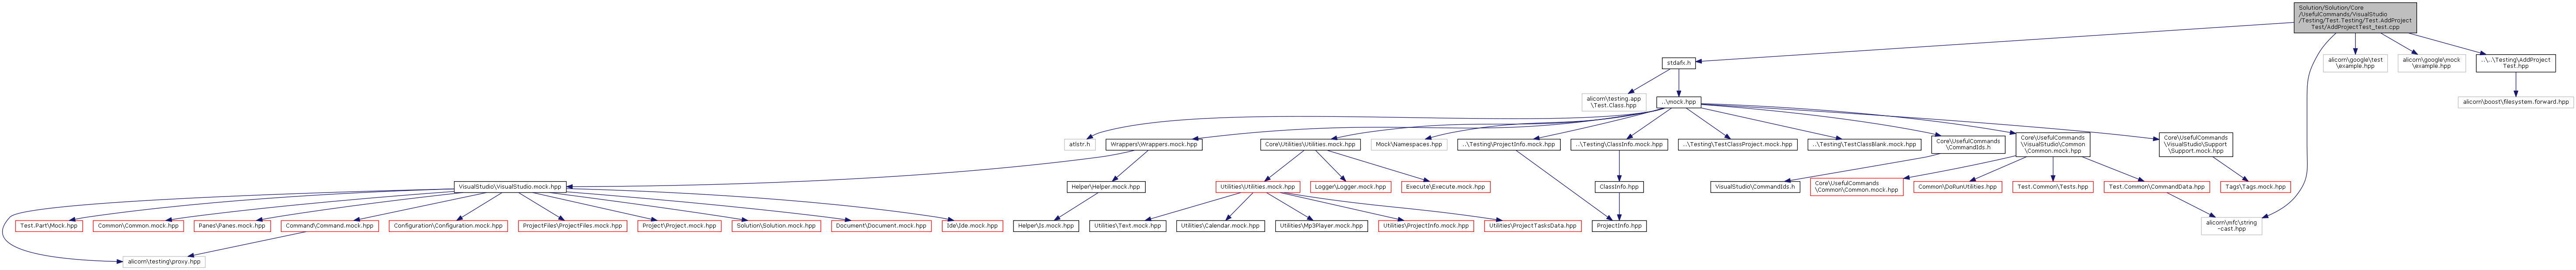 Solution/Solution/Core
/UsefulCommands/VisualStudio
/Testing/Test.Testing/Test.AddProject
Test/AddProjectTest_test.cpp
stdafx.h
alicorn\google\test
\example.hpp
alicorn\google\mock
\example.hpp
..\..\Testing\AddProject
Test.hpp
alicorn\testing.app
\Test.Class.hpp
..\mock.hpp
alicorn\boost\filesystem.forward.hpp
atlstr.h
Wrappers\Wrappers.mock.hpp
Core\Utilities\Utilities.mock.hpp
Mock\Namespaces.hpp
..\Testing\ProjectInfo.mock.hpp
..\Testing\ClassInfo.mock.hpp
..\Testing\TestClassProject.mock.hpp
..\Testing\TestClassBlank.mock.hpp
Core\UsefulCommands
\CommandIds.h
Core\UsefulCommands
\VisualStudio\Common
\Common.mock.hpp
Core\UsefulCommands
\VisualStudio\Support
\Support.mock.hpp
VisualStudio\VisualStudio.mock.hpp
Helper\Helper.mock.hpp
Utilities\Utilities.mock.hpp
Logger\Logger.mock.hpp
Execute\Execute.mock.hpp
ClassInfo.hpp
VisualStudio\CommandIds.h
Core\UsefulCommands
\Common\Common.mock.hpp
Common\DoRunUtilities.hpp
Test.Common\Tests.hpp
Test.Common\CommandData.hpp
Tags\Tags.mock.hpp
Test.Part\Mock.hpp
Common\Common.mock.hpp
Panes\Panes.mock.hpp
Command\Command.mock.hpp
Configuration\Configuration.mock.hpp
ProjectFiles\ProjectFiles.mock.hpp
Project\Project.mock.hpp
Solution\Solution.mock.hpp
Document\Document.mock.hpp
Ide\Ide.mock.hpp
Helper\Is.mock.hpp
Utilities\Text.mock.hpp
Utilities\Calendar.mock.hpp
Utilities\Mp3Player.mock.hpp
Utilities\ProjectInfo.mock.hpp
Utilities\ProjectTasksData.hpp
ProjectInfo.hpp
alicorn\mfc\string
-cast.hpp
alicorn\testing\proxy.hpp